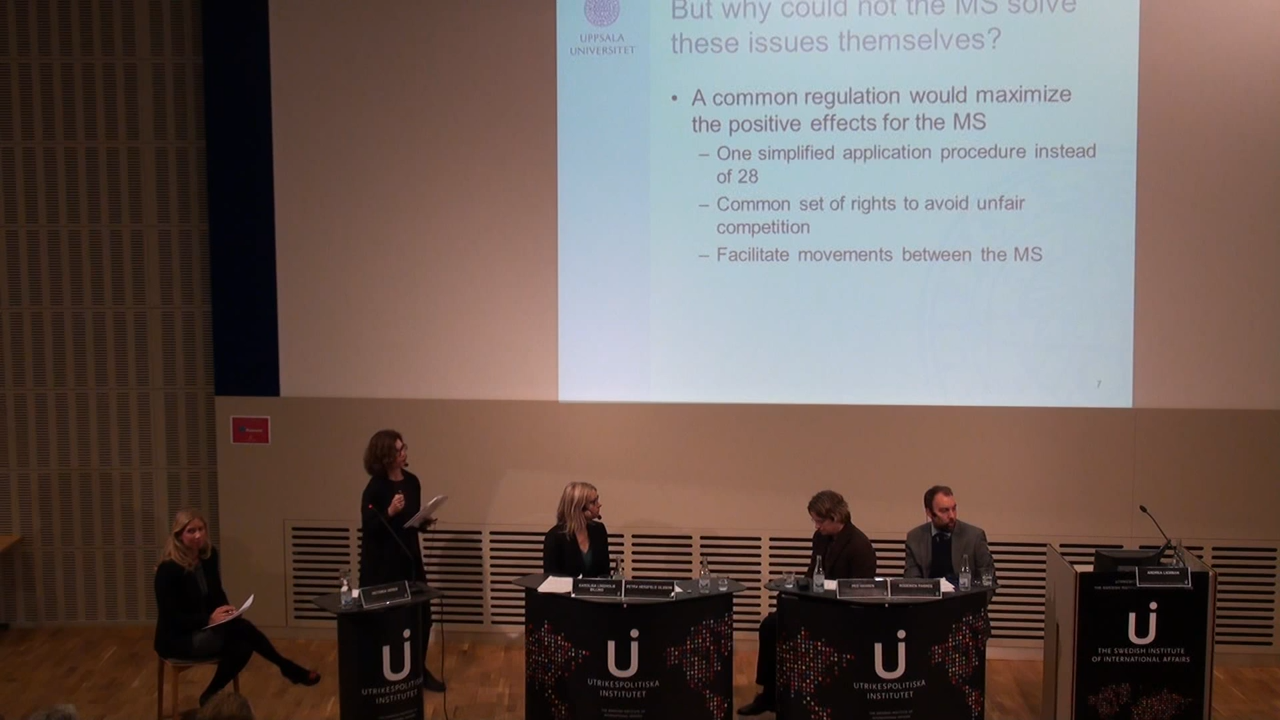 But why could not the MS solve
these issues themselves?
UPPSALA
UNIVERSITET
• A common regulation would maximize
the positive effects for the MS
– One simplified application procedure instead
of 28
– Common set of rights to avoid unfair
competition
– Facilitate movements between the MS
7
UTRIKESPOLITISKA
INSTITUTET
UTRIKESPOLITISKA
INSTITUTET
UTRIKESPOLITISKA
INSTITUTET
THE SWEDISH INSTITUTE
OF INTERNATIONAL AFFAIRS